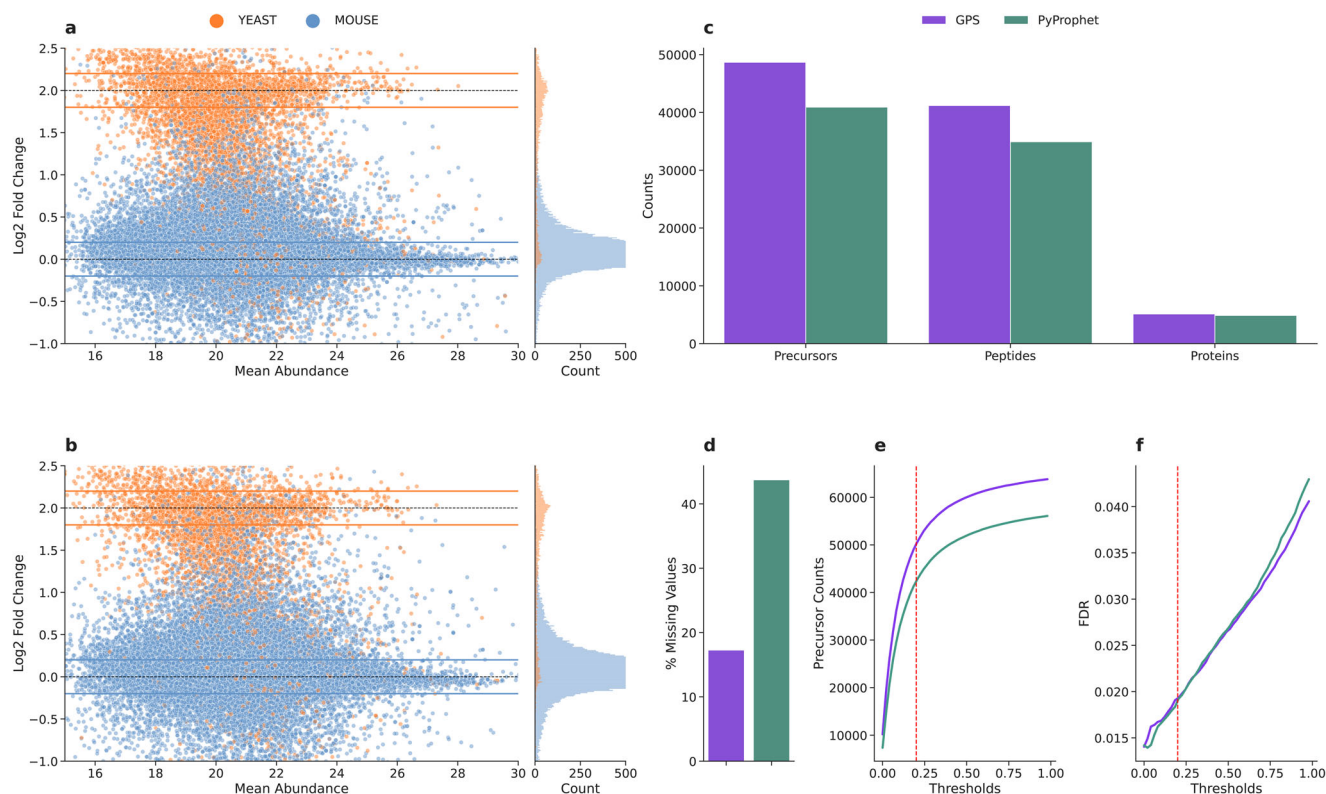 a
YEAST
MOUSE
2.5
2.0
1.5
1.0
0.5
0.0
−0.5
−1.0
Log2 Fold Change
16 18 20 22 24 26 28 30
Mean Abundance
0 250 500
Count
c
GPS
PyProphet
50000
40000
30000
20000
10000
0
Counts
Precursors Peptides Proteins
b
2.5
2.0
1.5
1.0
0.5
0.0
−0.5
−1.0
Log2 Fold Change
16 18 20 22 24 26 28 30
Mean Abundance
0 250 500
Count
d
40
30
20
10
0
% Missing Values
e
60000
50000
40000
30000
20000
10000
Precursor Counts
0.00 0.25 0.50 0.75 1.00
Thresholds
f
0.040
0.035
0.030
0.025
0.020
0.015
FDR
0.00 0.25 0.50 0.75 1.00
Thresholds